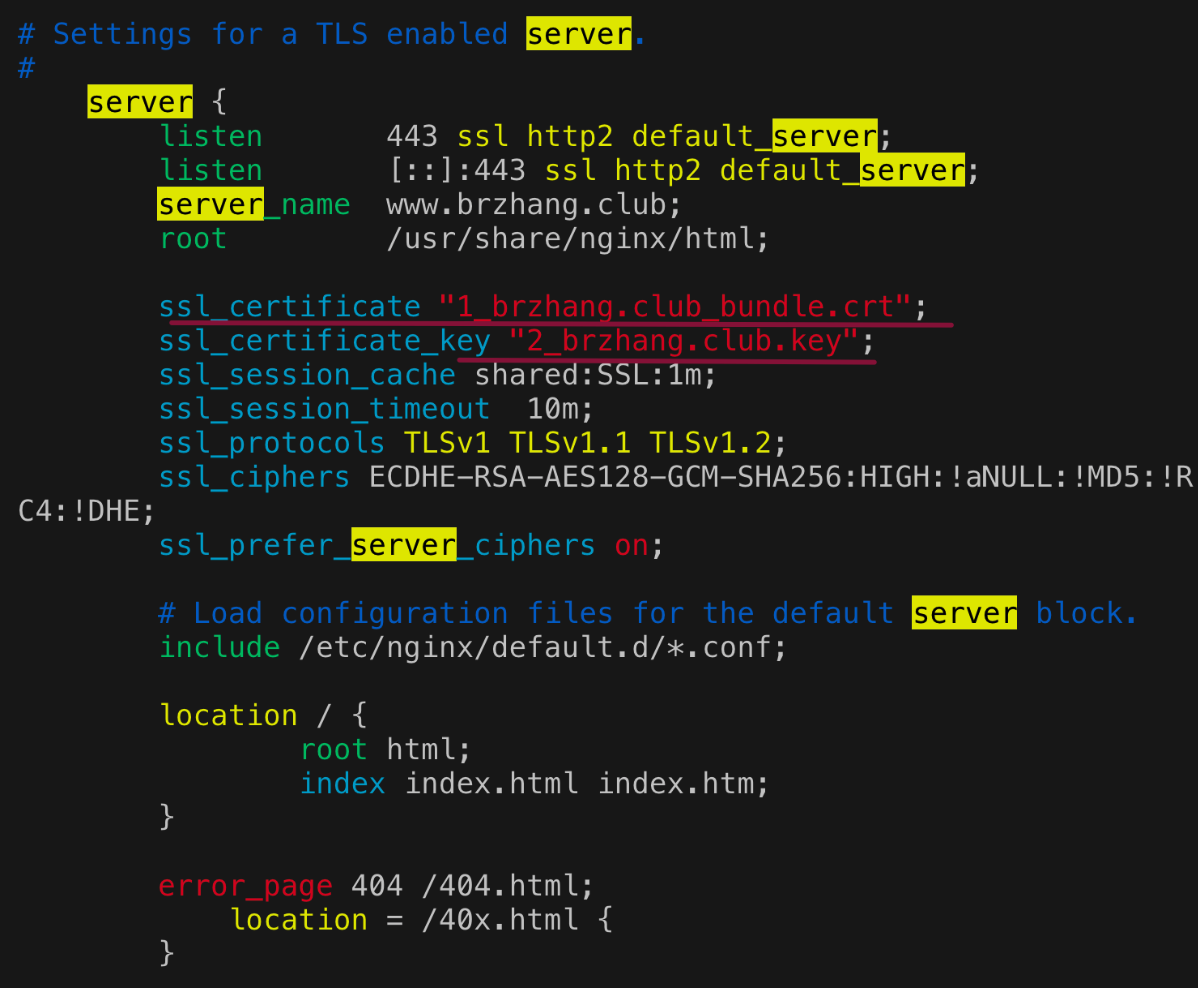 # Settings for a TLS enabled server.
#
    server {
        listen       443 ssl http2 default_server;
        listen       [::]:443 ssl http2 default_server;
        server_name  www.brzhang.club;
        root         /usr/share/nginx/html;

        ssl_certificate "1_brzhang.club_bundle.crt";
        ssl_certificate_key "2_brzhang.club.key";
        ssl_session_cache shared:SSL:1m;
        ssl_session_timeout  10m;
        ssl_protocols TLSv1 TLSv1.1 TLSv1.2;
        ssl_ciphers ECDHE-RSA-AES128-GCM-SHA256:HIGH:!aNULL:!MD5:!R
C4:!DHE;
        ssl_prefer_server_ciphers on;

        # Load configuration files for the default server block.
        include /etc/nginx/default.d/*.conf;

        location / {
                root html;
                index index.html index.htm;
        }

        error_page 404 /404.html;
            location = /40x.html {
        }